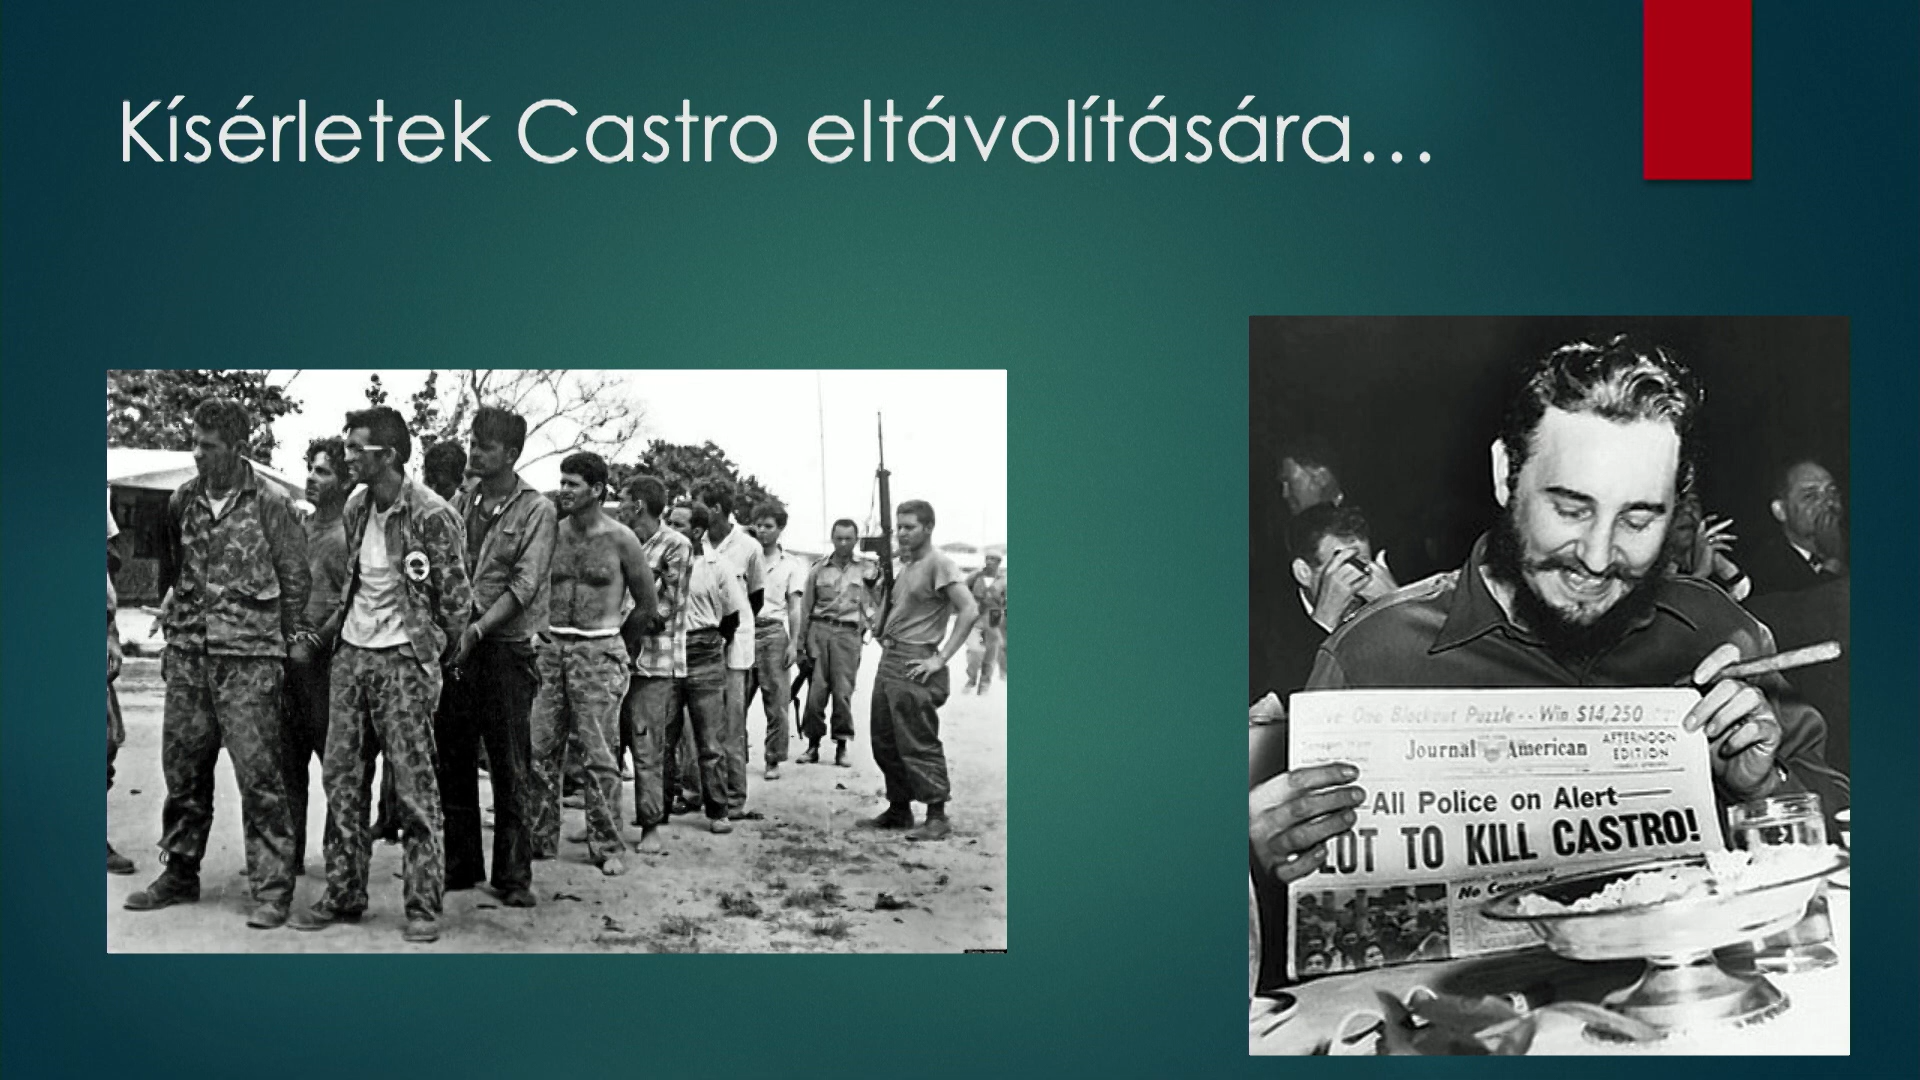 Kísérletek Castro eltávolítására…
One Blackout Puzzle -- Win $14,250
Journal American
AFTERNOON
EDITION
All Police on Alert
LOT TO KILL CASTRO!
No